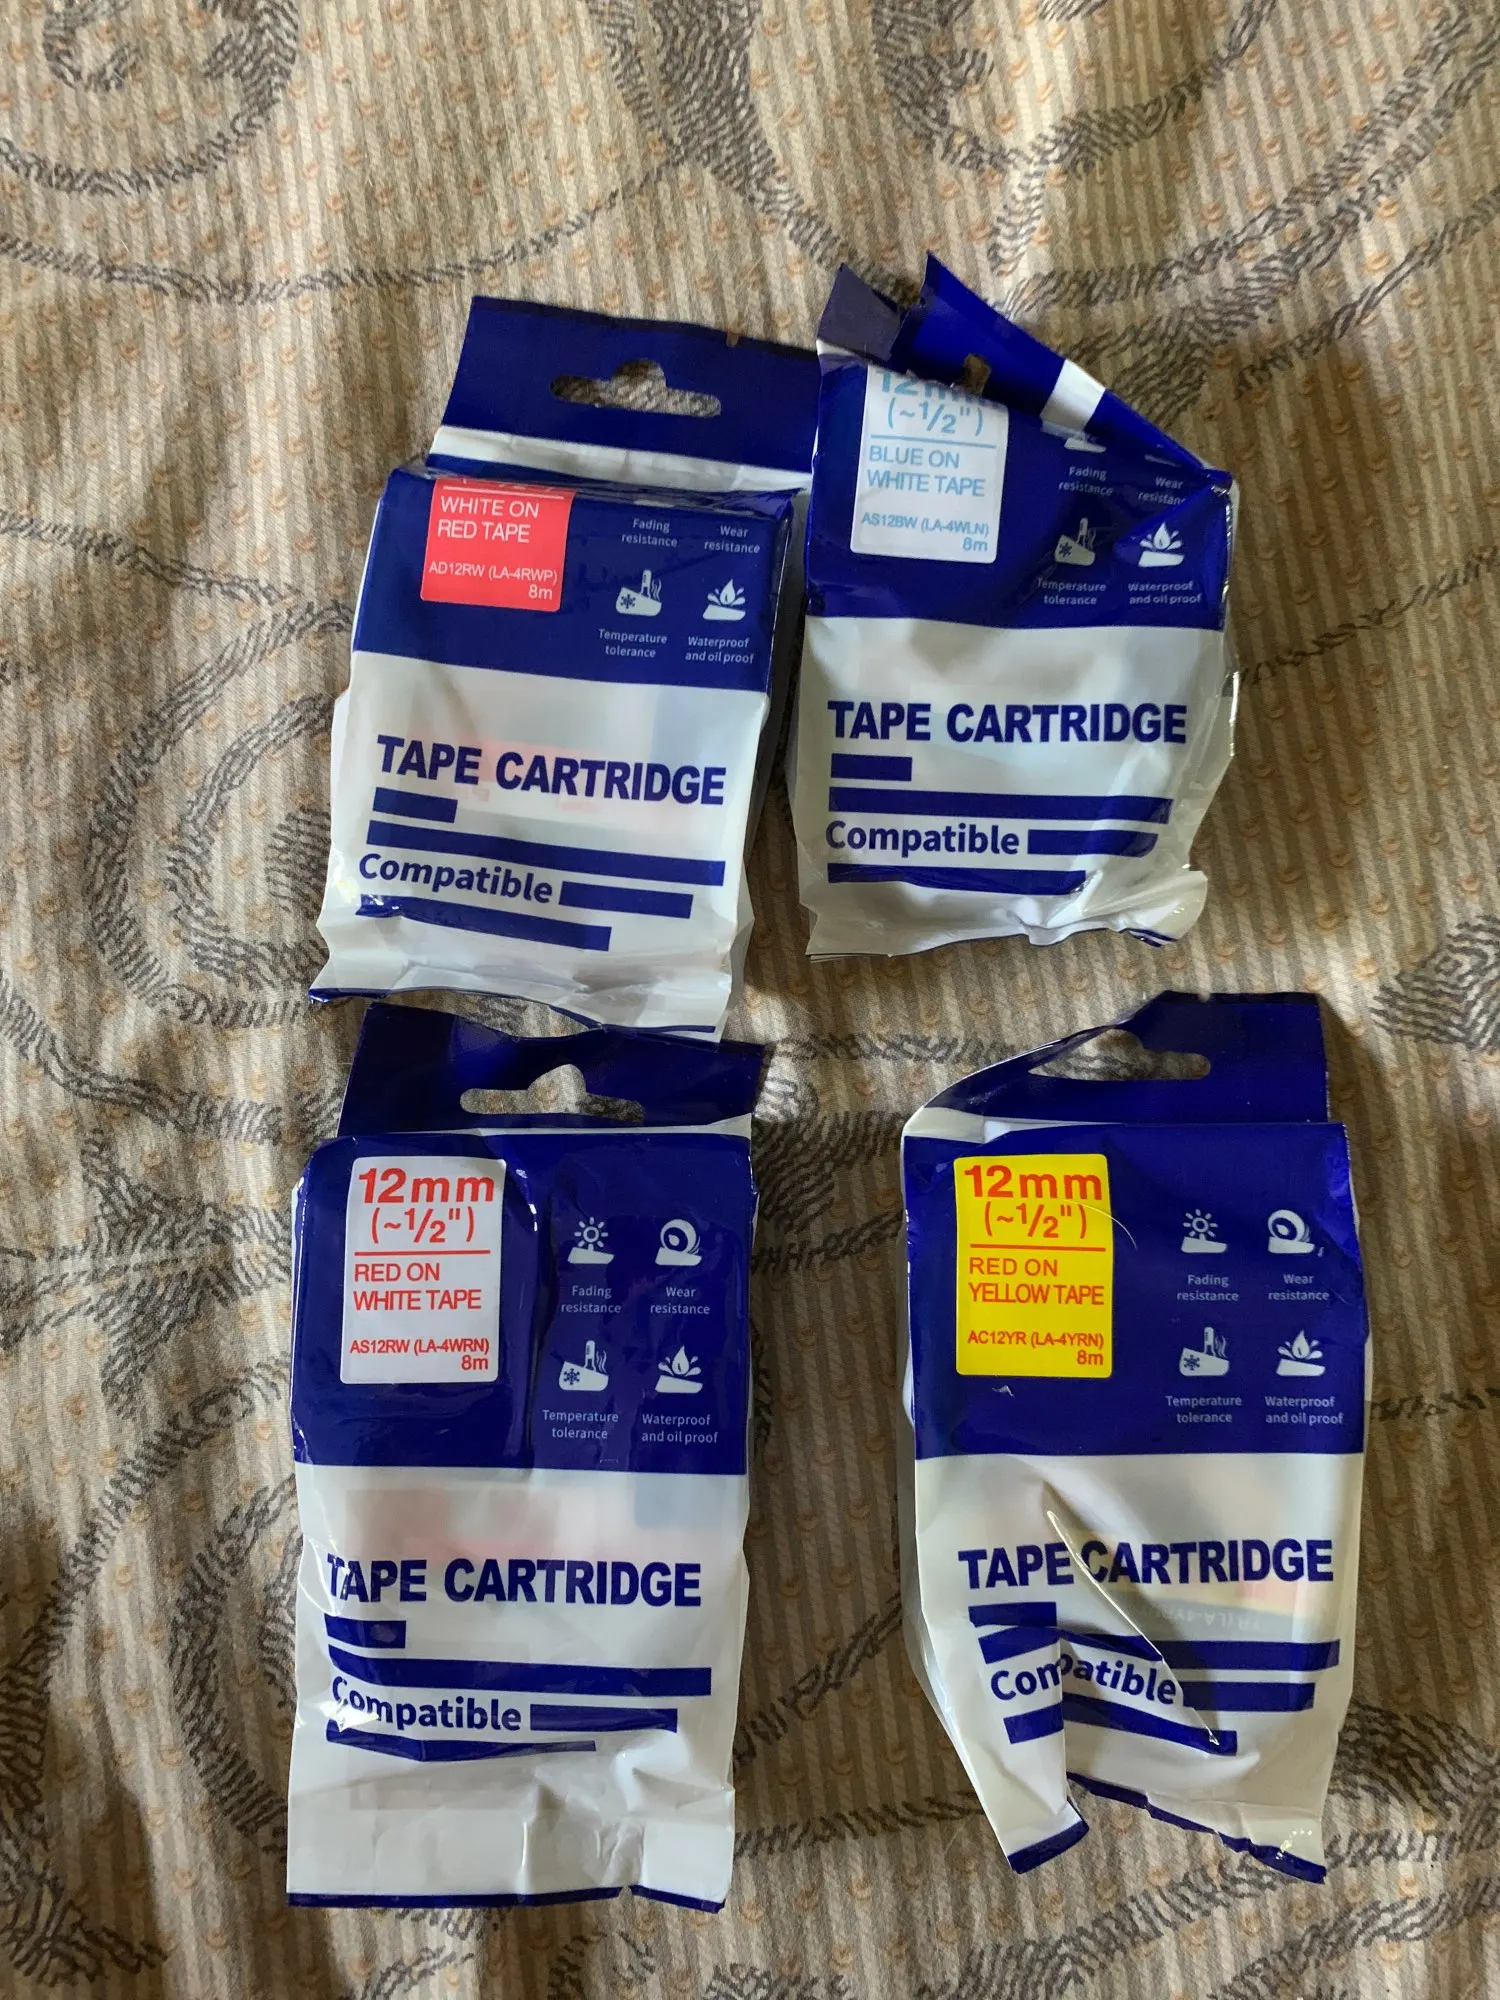 WHITE ON
RED TAPE
AD12RW (LA-4RWP)
8m
Fading
resistance
Wear
resistance
Temperature
tolerance
Waterproof
and oil proof
TAPE CARTRIDGE
Compatible
12mm
(~1/2")
BLUE ON
WHITE TAPE
AS12BW (LA-4WLN)
8m
Fading
resistance
Wear
resistance
Temperature
tolerance
Waterproof
and oil proof
TAPE CARTRIDGE
Compatible
12mm
(~1/2")
RED ON
WHITE TAPE
AS12RW (LA-4WRN)
8m
Fading
resistance
Wear
resistance
Temperature
tolerance
Waterproof
and oil proof
TAPE CARTRIDGE
Compatible
12mm
(~1/2")
RED ON
YELLOW TAPE
AC12YR (LA-4YRN)
8m
Fading
resistance
Wear
resistance
Temperature
tolerance
Waterproof
and oil proof
TAPE CARTRIDGE
Compatible